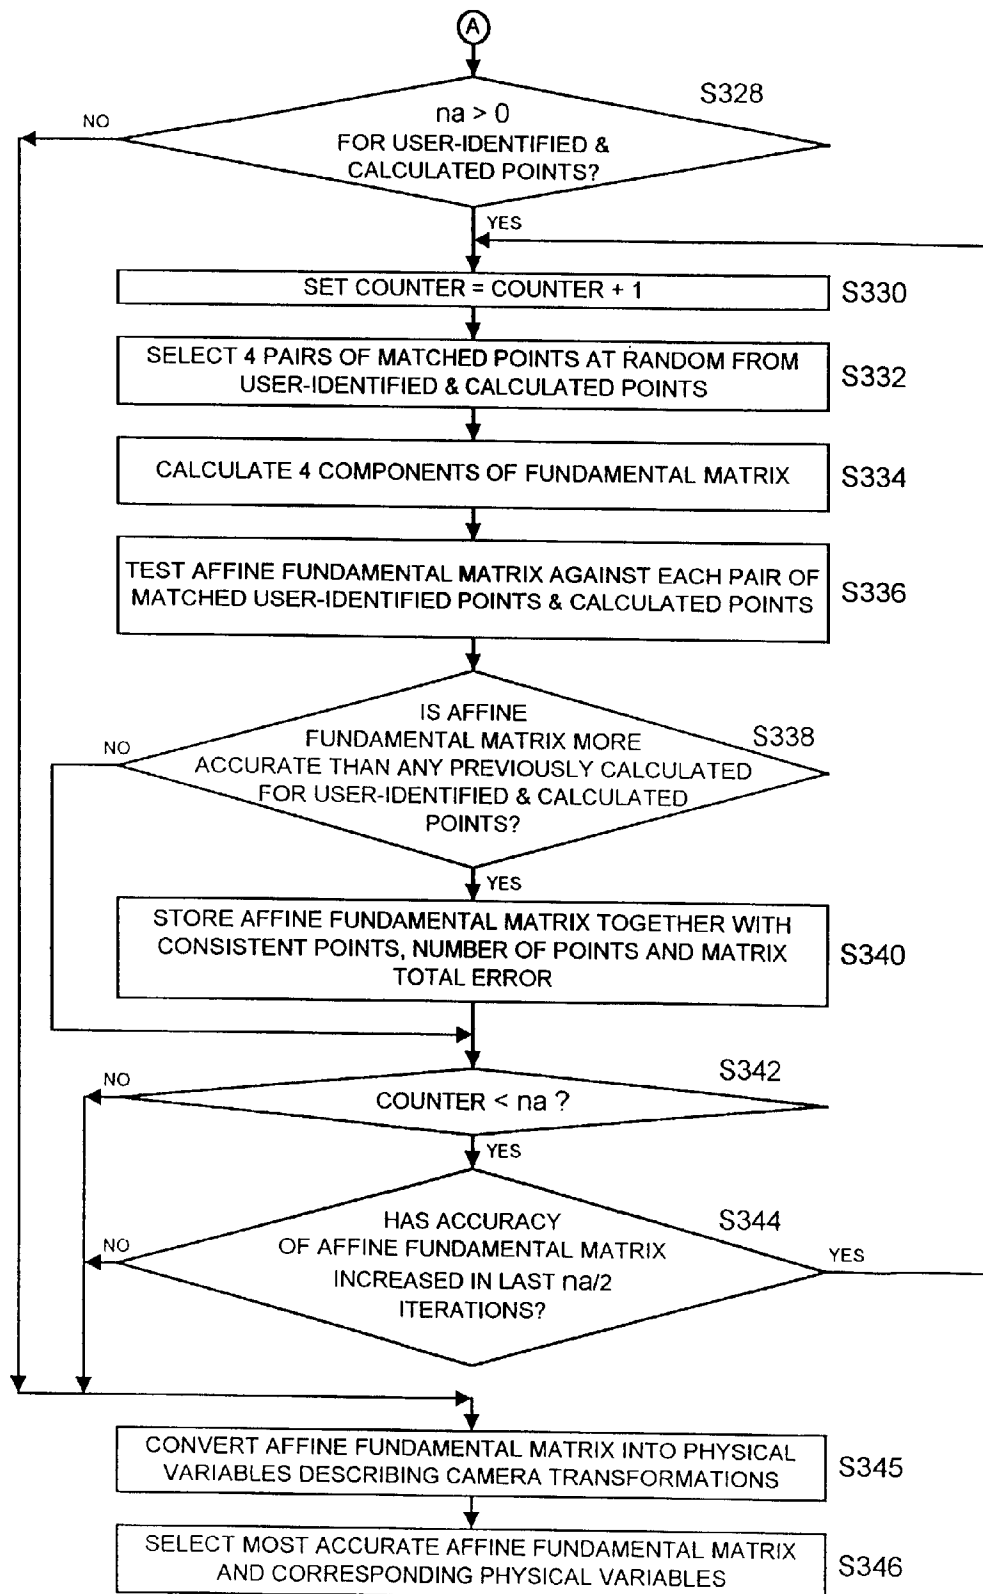 A
S328
na > 0
FOR USER-IDENTIFIED &
CALCULATED POINTS?
NO
YES
SET COUNTER = COUNTER + 1
S330
SELECT 4 PAIRS OF MATCHED POINTS AT RANDOM FROM
USER-IDENTIFIED & CALCULATED POINTS
S332
CALCULATE 4 COMPONENTS OF FUNDAMENTAL MATRIX
S334
TEST AFFINE FUNDAMENTAL MATRIX AGAINST EACH PAIR OF
MATCHED USER-IDENTIFIED POINTS & CALCULATED POINTS
S336
IS AFFINE
FUNDAMENTAL MATRIX MORE
ACCURATE THAN ANY PREVIOUSLY CALCULATED
FOR USER-IDENTIFIED & CALCULATED
POINTS?
S338
NO
YES
STORE AFFINE FUNDAMENTAL MATRIX TOGETHER WITH
CONSISTENT POINTS, NUMBER OF POINTS AND MATRIX
TOTAL ERROR
S340
S342
NO
COUNTER < na ?
YES
S344
HAS ACCURACY
OF AFFINE FUNDAMENTAL MATRIX
INCREASED IN LAST na/2
ITERATIONS?
NO
YES
CONVERT AFFINE FUNDAMENTAL MATRIX INTO PHYSICAL
VARIABLES DESCRIBING CAMERA TRANSFORMATIONS
S345
SELECT MOST ACCURATE AFFINE FUNDAMENTAL MATRIX
AND CORRESPONDING PHYSICAL VARIABLES
S346